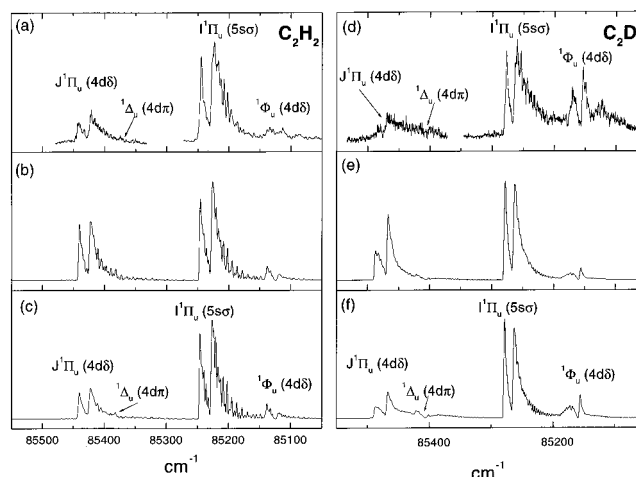 (a)
I¹Πᵤ (5sσ)
C₂H₂
J¹Πᵤ (4dδ)
¹Δᵤ (4dπ)
¹Φᵤ (4dδ)
(b)
(c)
I¹Πᵤ (5sσ)
J¹Πᵤ (4dδ)
¹Δᵤ (4dπ)
¹Φᵤ (4dδ)
85500 85400 85300 85200 85100
cm⁻¹
(d)
I¹Πᵤ (5sσ)
C₂D
J¹Πᵤ (4dδ)
¹Δᵤ (4dπ)
¹Φᵤ (4dδ)
(e)
(f)
I¹Πᵤ (5sσ)
J¹Πᵤ (4dδ)
¹Δᵤ (4dπ)
¹Φᵤ (4dδ)
85400 85200
cm⁻¹